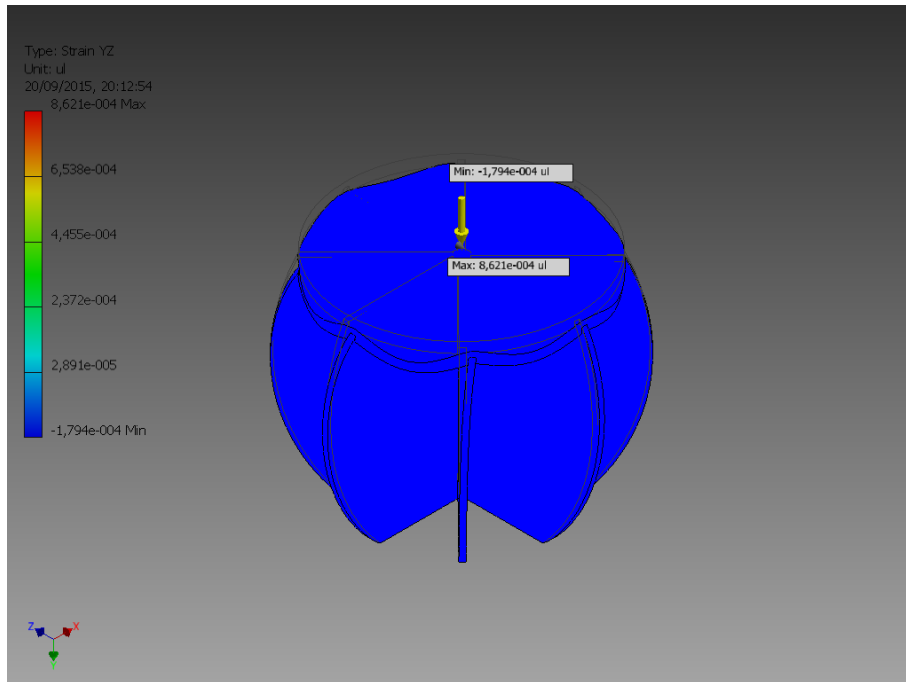 Type: Strain YZ
Unit: ul
20/09/2015, 20:12:54
8,621e-004 Max
6,538e-004
4,455e-004
2,372e-004
2,891e-005
-1,794e-004 Min
Min: -1,794e-004 ul
Max: 8,621e-004 ul
Z X
Y